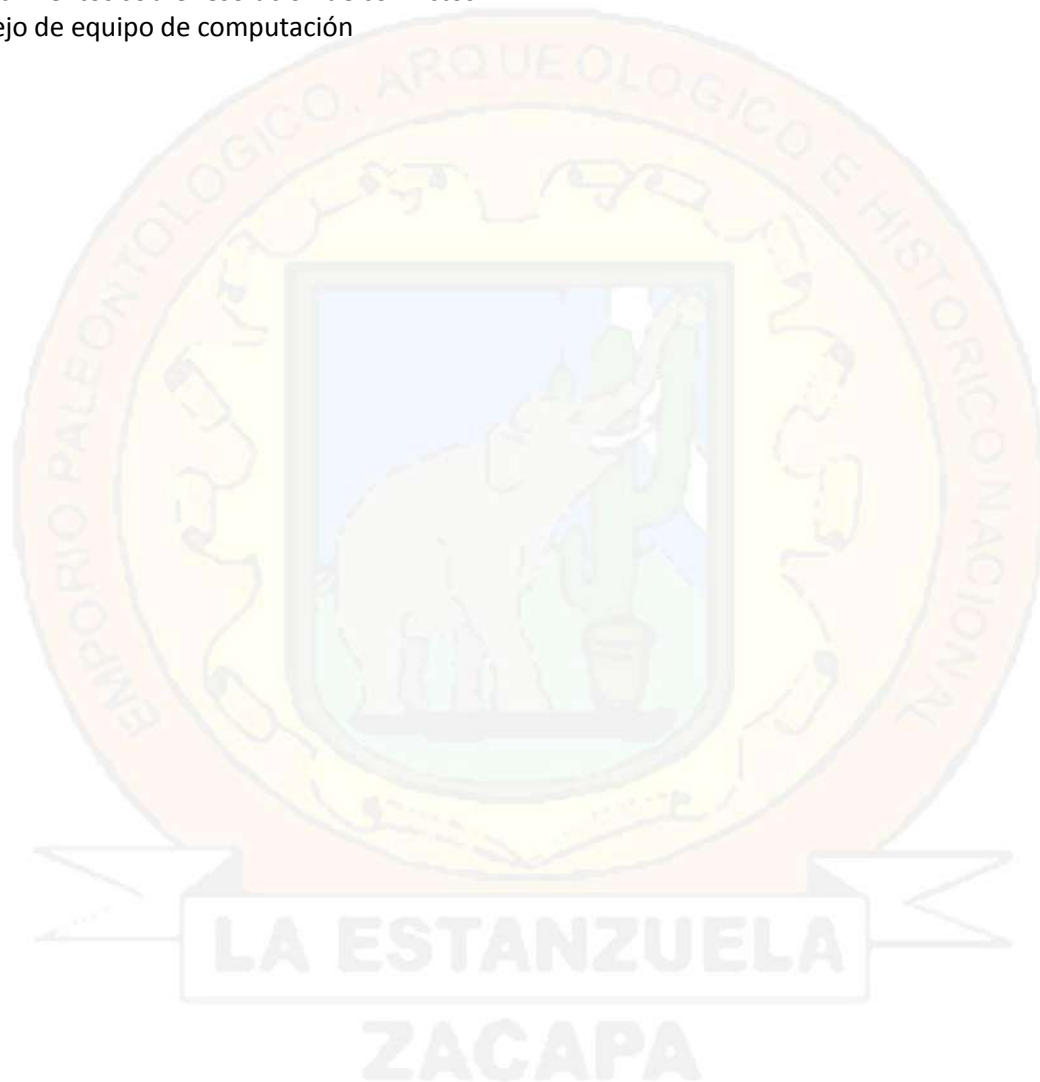 ejo de equipo de computación
EMPORIO PALEONTOLOGICO, ARQUEOLOGICO E HISTORICO NACIONAL
LA ESTANZUELA
ZACAPA